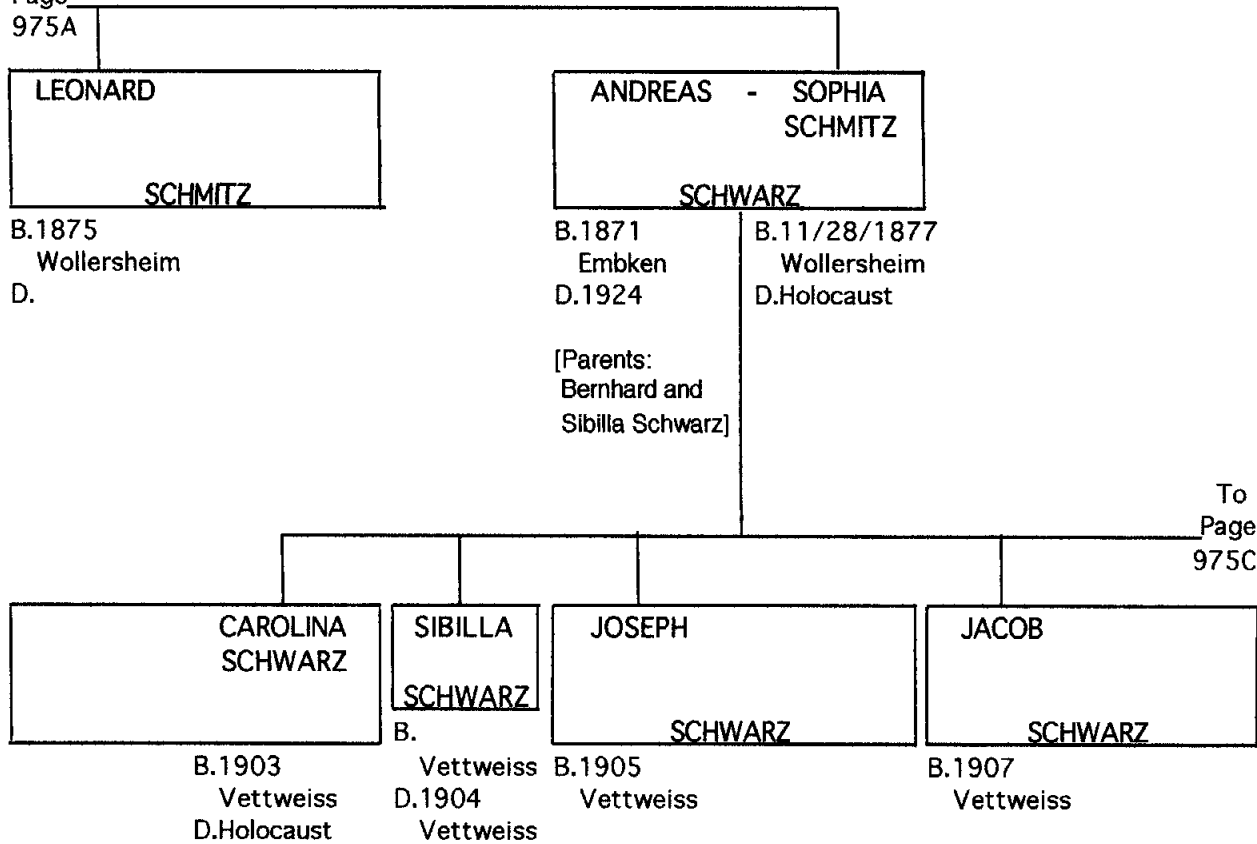 Page
975A
LEONARD
SCHMITZ
B.1875
Wollersheim
D.
ANDREAS - SOPHIA
SCHMITZ
SCHWARZ
B.1871
Embken
D.1924
B.11/28/1877
Wollersheim
D.Holocaust
[Parents:
Bernhard and
Sibilla Schwarz]
To
Page
975C
CAROLINA
SCHWARZ
B.1903
Vettweiss
D.Holocaust
SIBILLA
SCHWARZ
B.
Vettweiss
D.1904
Vettweiss
JOSEPH
SCHWARZ
B.1905
Vettweiss
JACOB
SCHWARZ
B.1907
Vettweiss